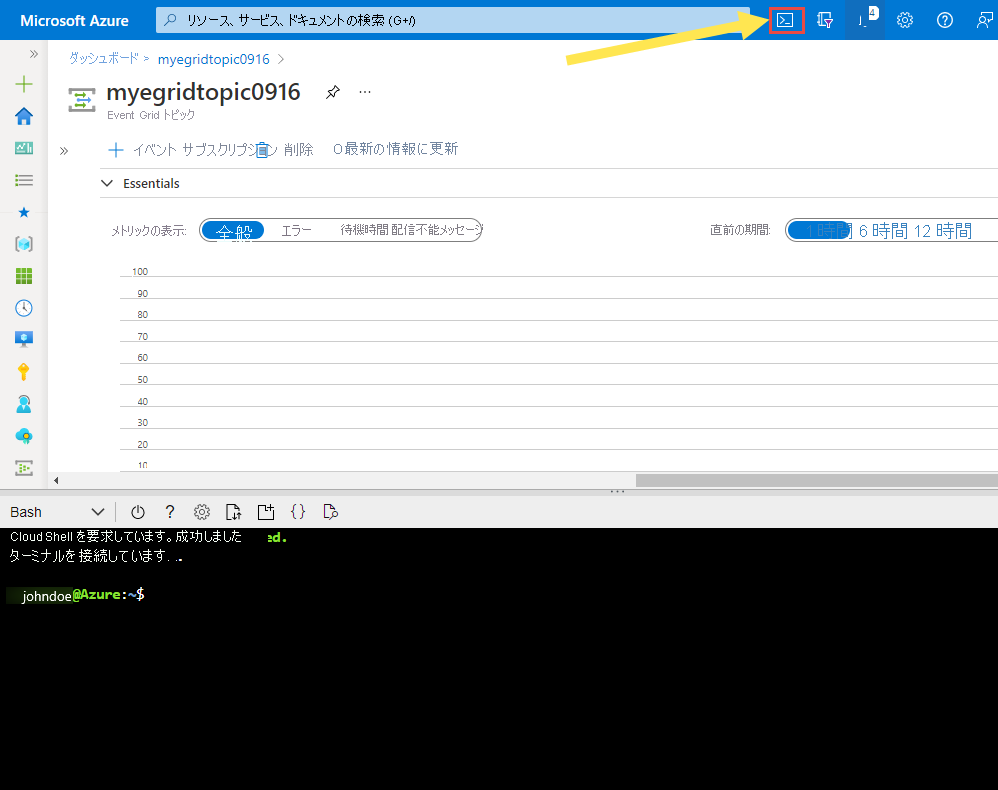 Microsoft Azure
リソース、サービス、ドキュメントの検索 (G+/)
4
ダッシュボード > myegridtopic0916 >
myegridtopic0916
Event Grid トピック
イベント サブスクリプション 削除 O最新の情報に更新
Essentials
メトリックの表示: 全般 エラー 待機時間 配信不能メッセージ 直前の期間: 1 時間 6 時間 12 時間
100
90
80
70
60
50
40
30
20
10
Bash
Cloud Shell を要求しています。成功しました ed.
ターミナルを 接続しています. ..
johndoe@Azure:~$